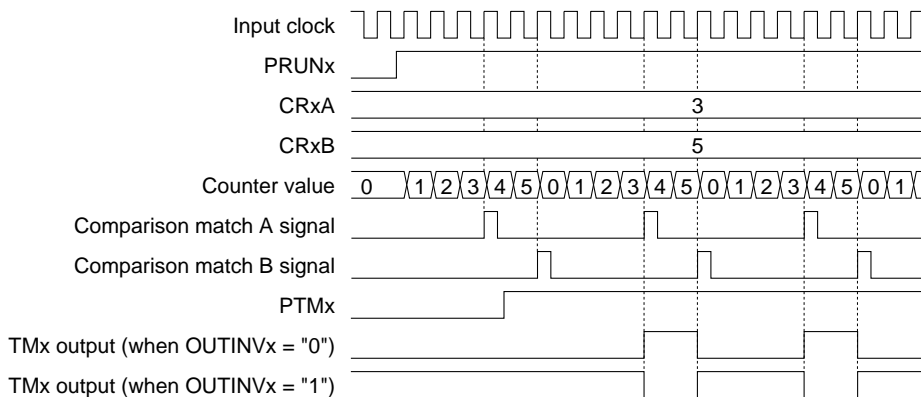 Input clock
PRUNx
CRxA 3
CRxB 5
Counter value 0 1 2 3 4 5 0 1 2 3 4 5 0 1 2 3 4 5 0 1
Comparison match A signal
Comparison match B signal
PTMx
TMx output (when OUTINVx = "0")
TMx output (when OUTINVx = "1")